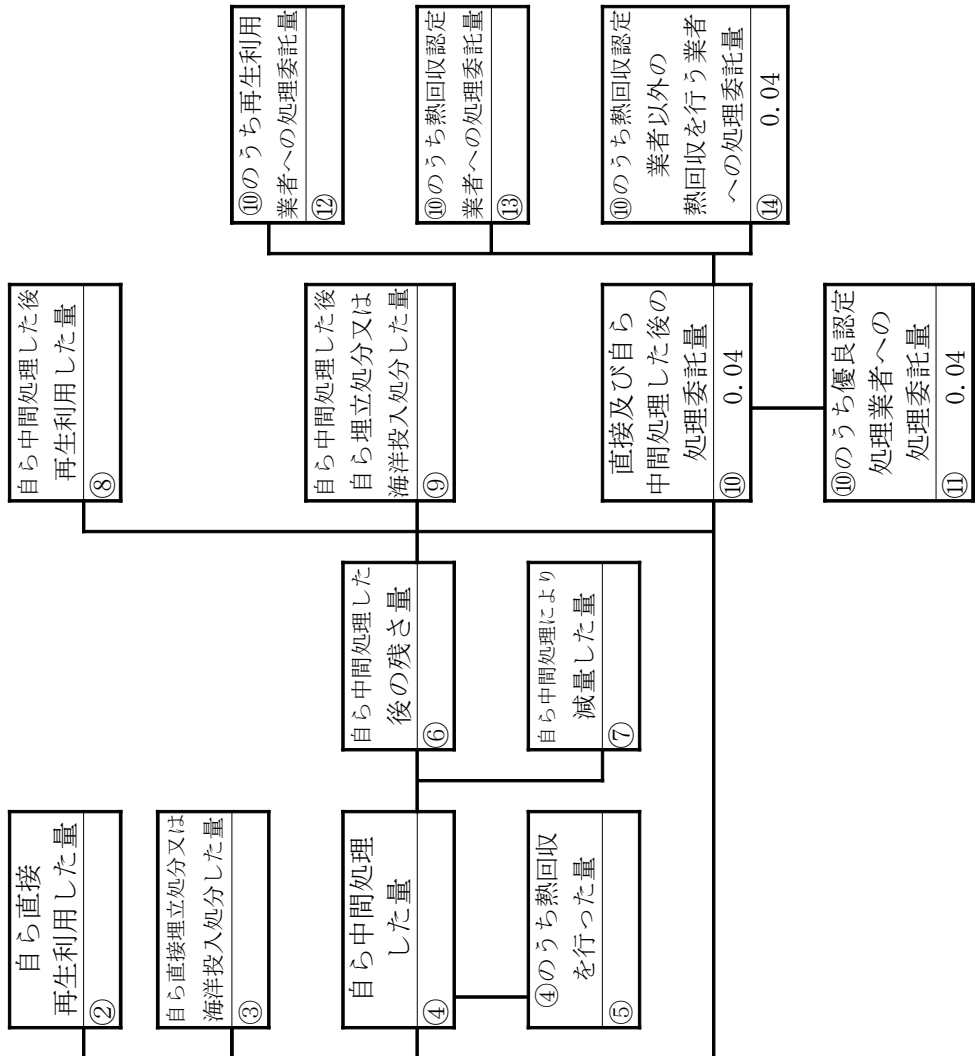 自ら直接
再生利用した量
②
自ら直接埋立処分又は
海洋投入処分した量
③
自ら中間処理
した量
④
④のうち熱回収
を行った量
⑤
自ら中間処理した
後の残さ量
⑥
自ら中間処理により
減量した量
⑦
自ら中間処理した後
再生利用した量
⑧
自ら中間処理した後
自ら埋立処分又は
海洋投入処分した量
⑨
直接及び自ら
中間処理した後の
処理委託量
⑩ 0.04
⑩のうち優良認定
処理業者への
処理委託量
⑪ 0.04
⑩のうち再生利用
業者への処理委託量
⑫
⑩のうち熱回収認定
業者への処理委託量
⑬
⑩のうち熱回収認定
業者以外の
熱回収を行う業者
への処理委託量
⑭ 0.04